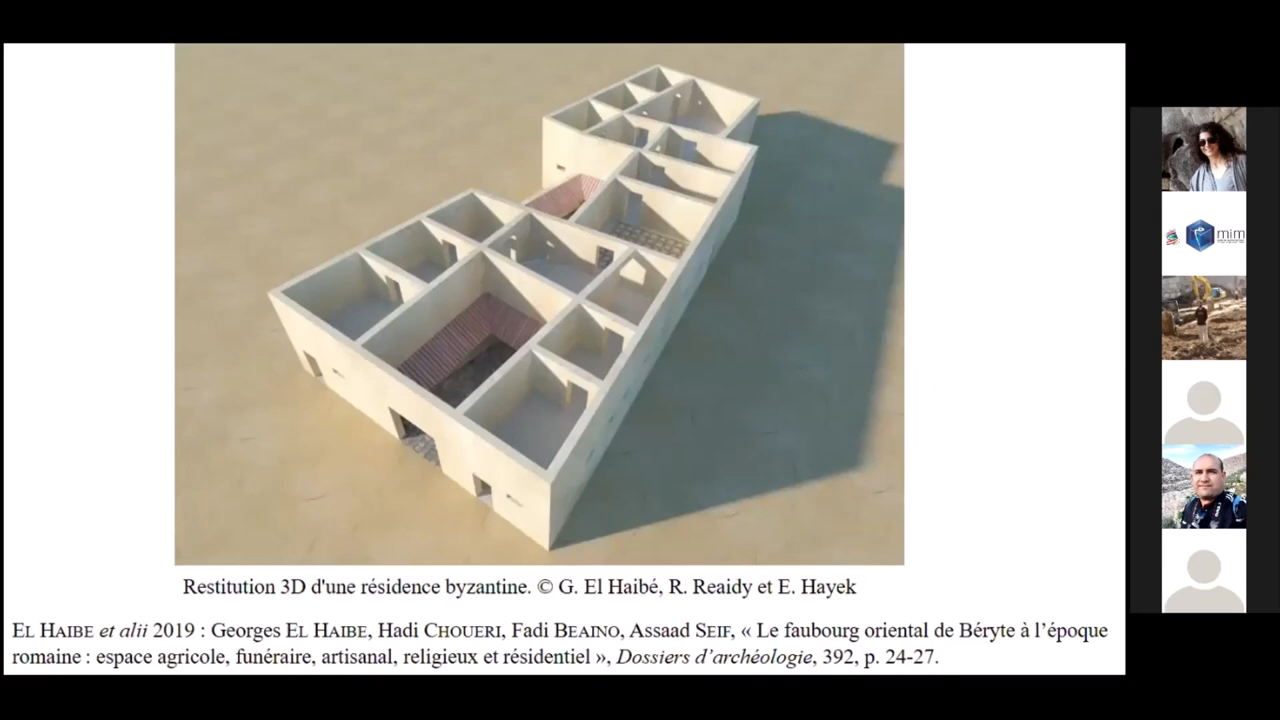 Restitution 3D d'une résidence byzantine. © G. El Haibé, R. Reaidy et E. Hayek
EL HAIBE et alii 2019 : Georges EL HAIBE, Hadi CHOUERI, Fadi BEAINO, Assaad SEIF, « Le faubourg oriental de Béryte à l’époque
romaine : espace agricole, funéraire, artisanal, religieux et résidentiel », Dossiers d’archéologie, 392, p. 24-27.
mim